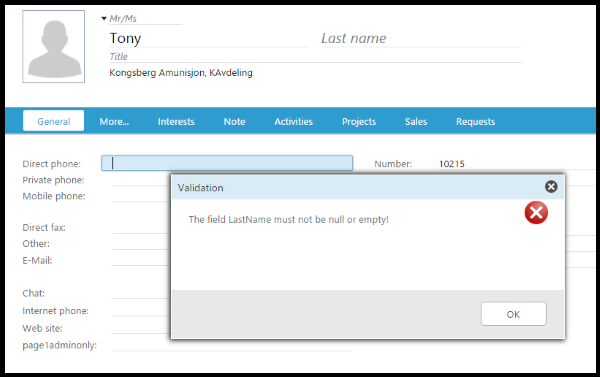 Mr/Ms
Tony Last name
Title
Kongsberg Amunisjon, KAvdeling
General More... Interests Note Activities Projects Sales Requests
Direct phone: Number: 10215
Private phone:
Mobile phone:
Validation
The field LastName must not be null or empty!
Direct fax:
Other:
E-Mail:
Chat:
Internet phone:
OK
Web site:
page1adminonly: